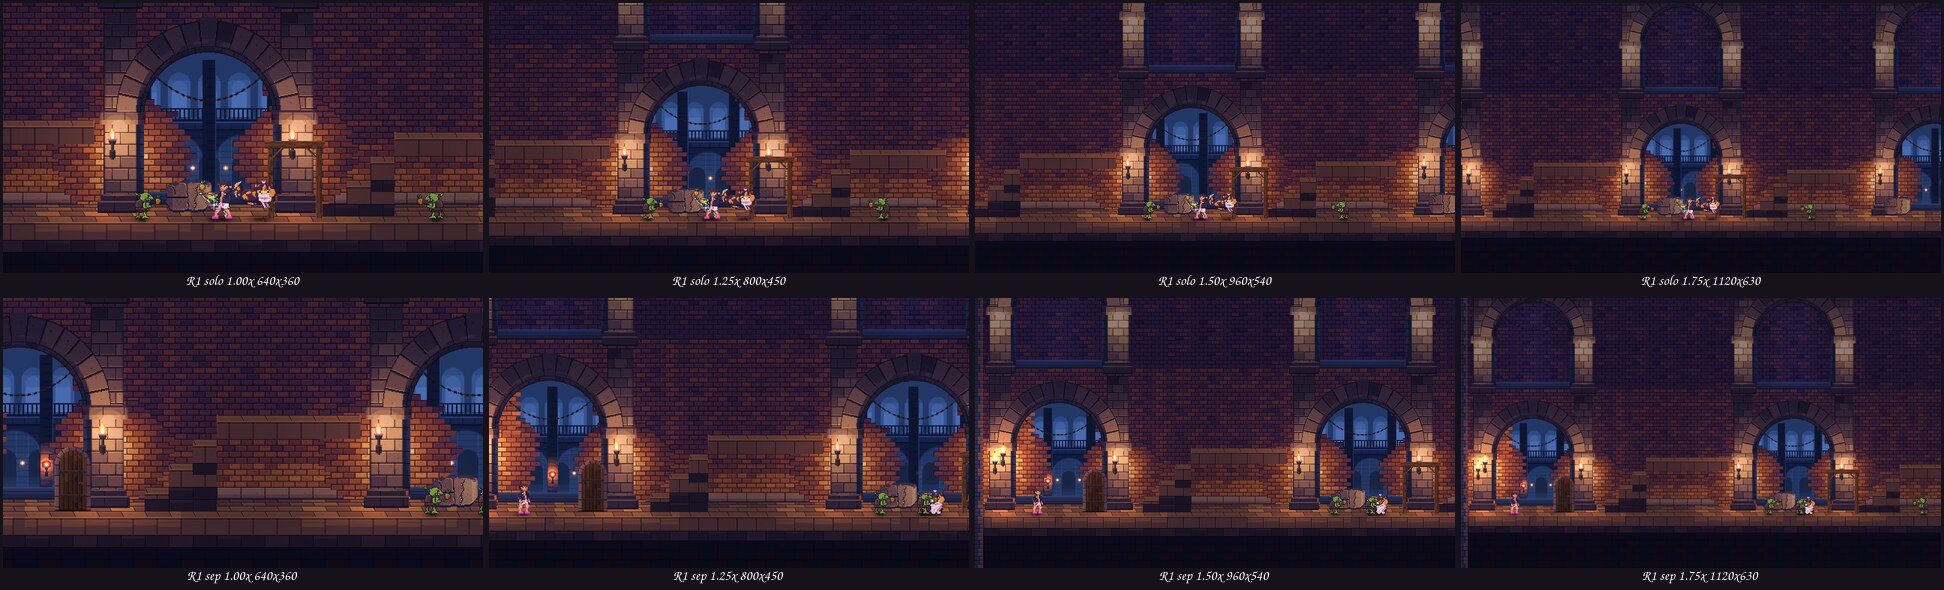 R1 solo 1.00x 640x360
R1 solo 1.25x 800x450
R1 solo 1.50x 960x540
R1 solo 1.75x 1120x630
R1 sep 1.00x 640x360
R1 sep 1.25x 800x450
R1 sep 1.50x 960x540
R1 sep 1.75x 1120x630